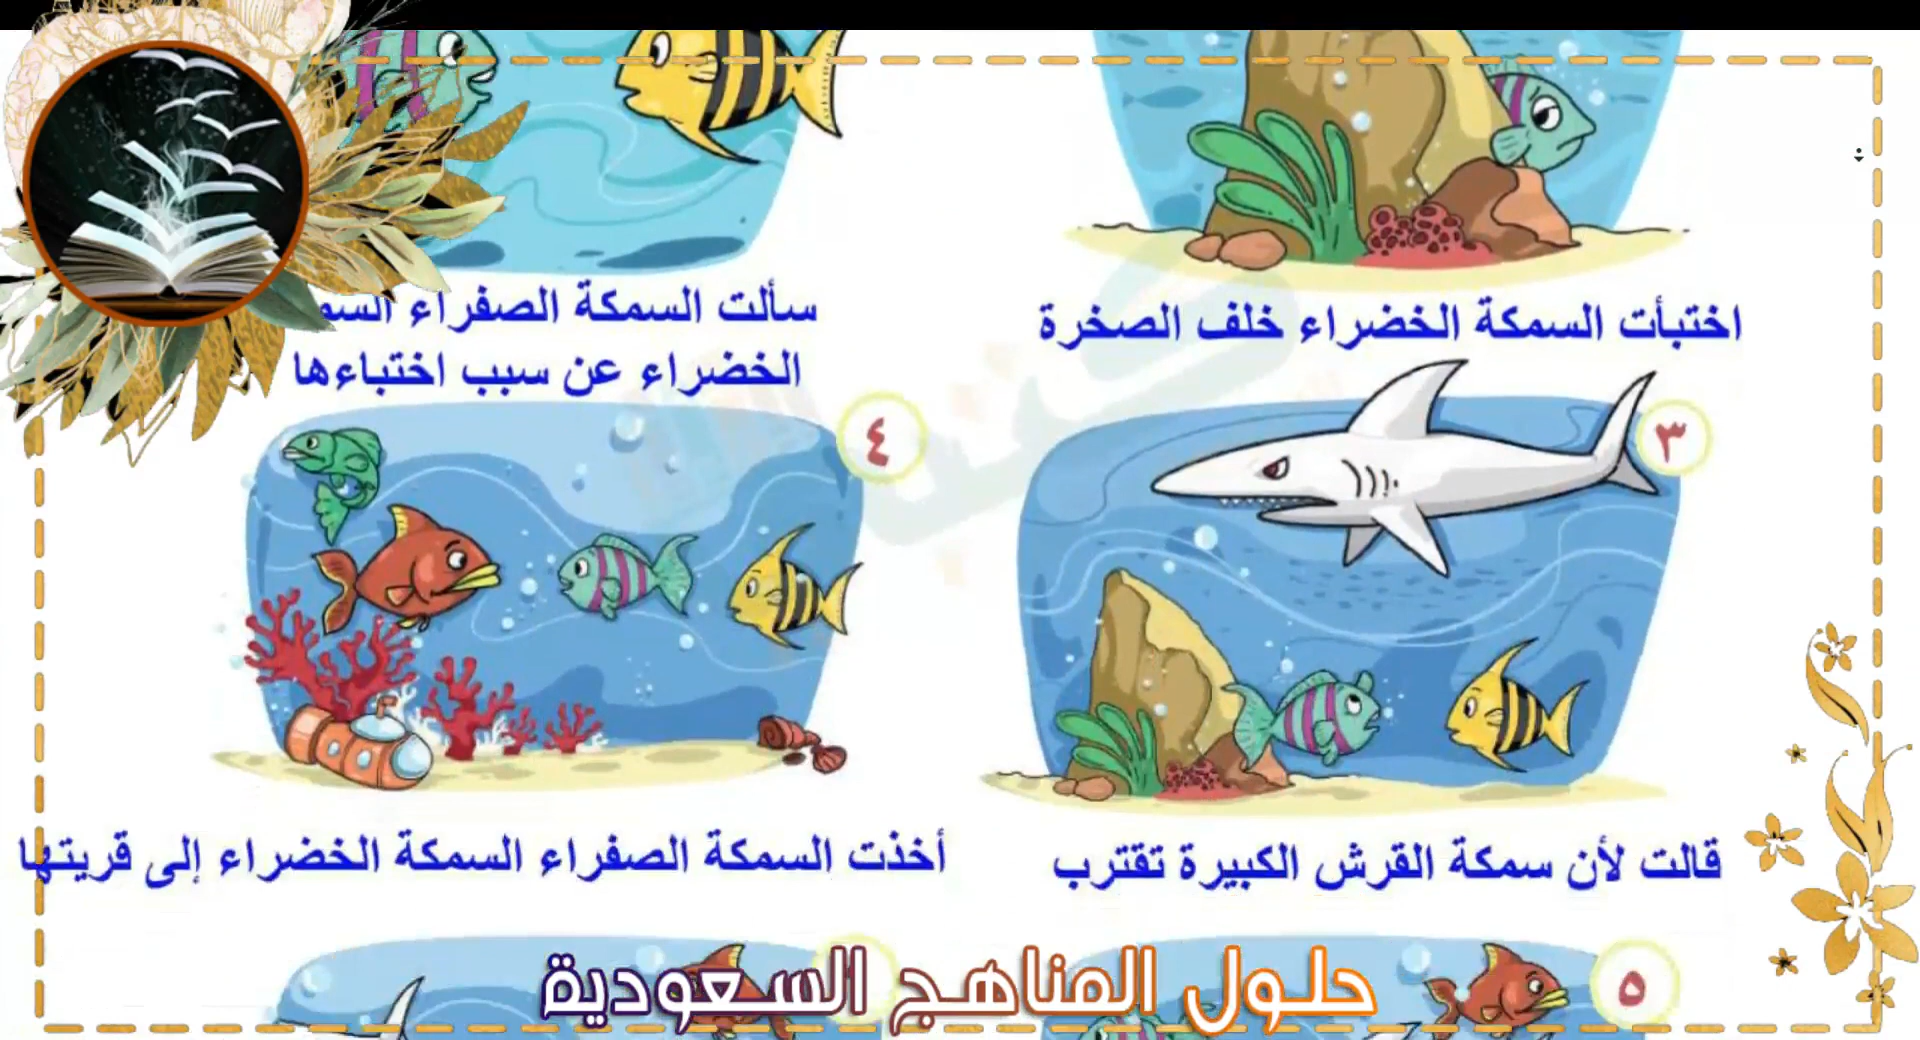 اختبأت السمكة الخضراء خلف الصخرة
سألت السمكة الصفراء
الخضراء عن سبب اختباءها
٣
٤
قالت لأن سمكة القرش الكبيرة تقترب
أخذت السمكة الصفراء السمكة الخضراء إلى قريتها
٥
حلول المناهج السعودية